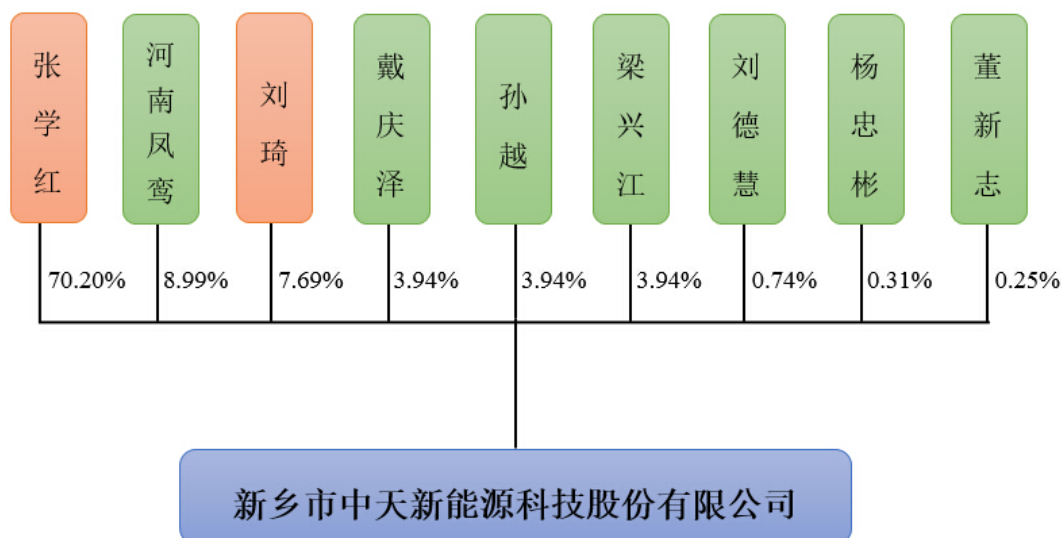 张学红
河南凤鸾
刘琦
戴庆泽
孙越
梁兴江
刘德慧
杨忠彬
董新志
70.20%
8.99%
7.69%
3.94%
3.94%
3.94%
0.74%
0.31%
0.25%
新乡市中天新能源科技股份有限公司